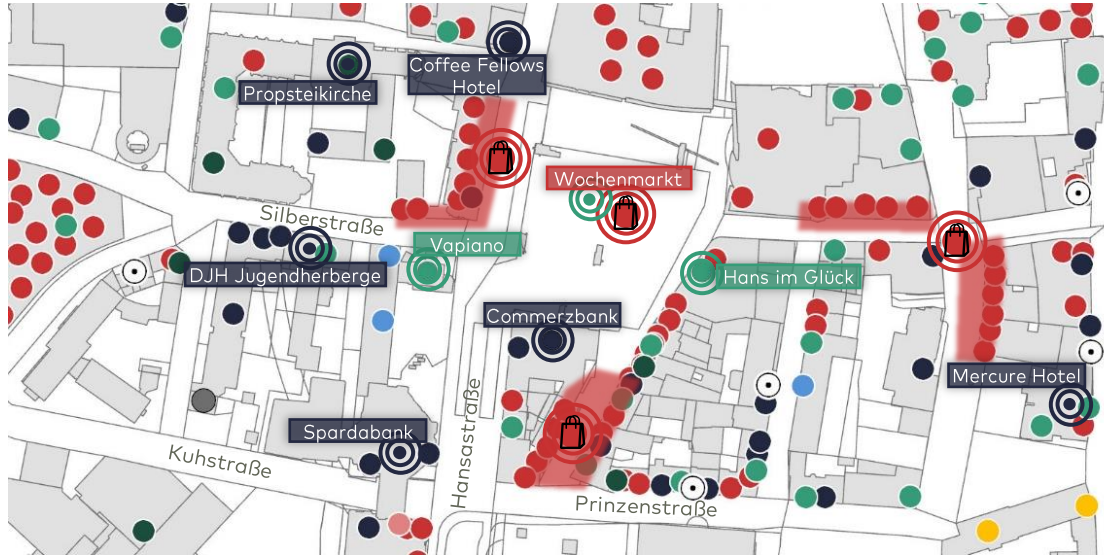 Coffee Fellows
Hotel
Propsteikirche
Wochenmarkt
Silberstraße
Vapiano
DJH Jugendherberge
Hans im Glück
Commerzbank
Mercure Hotel
Spardabank
Kuhstraße
Hansastraße
Prinzenstraße